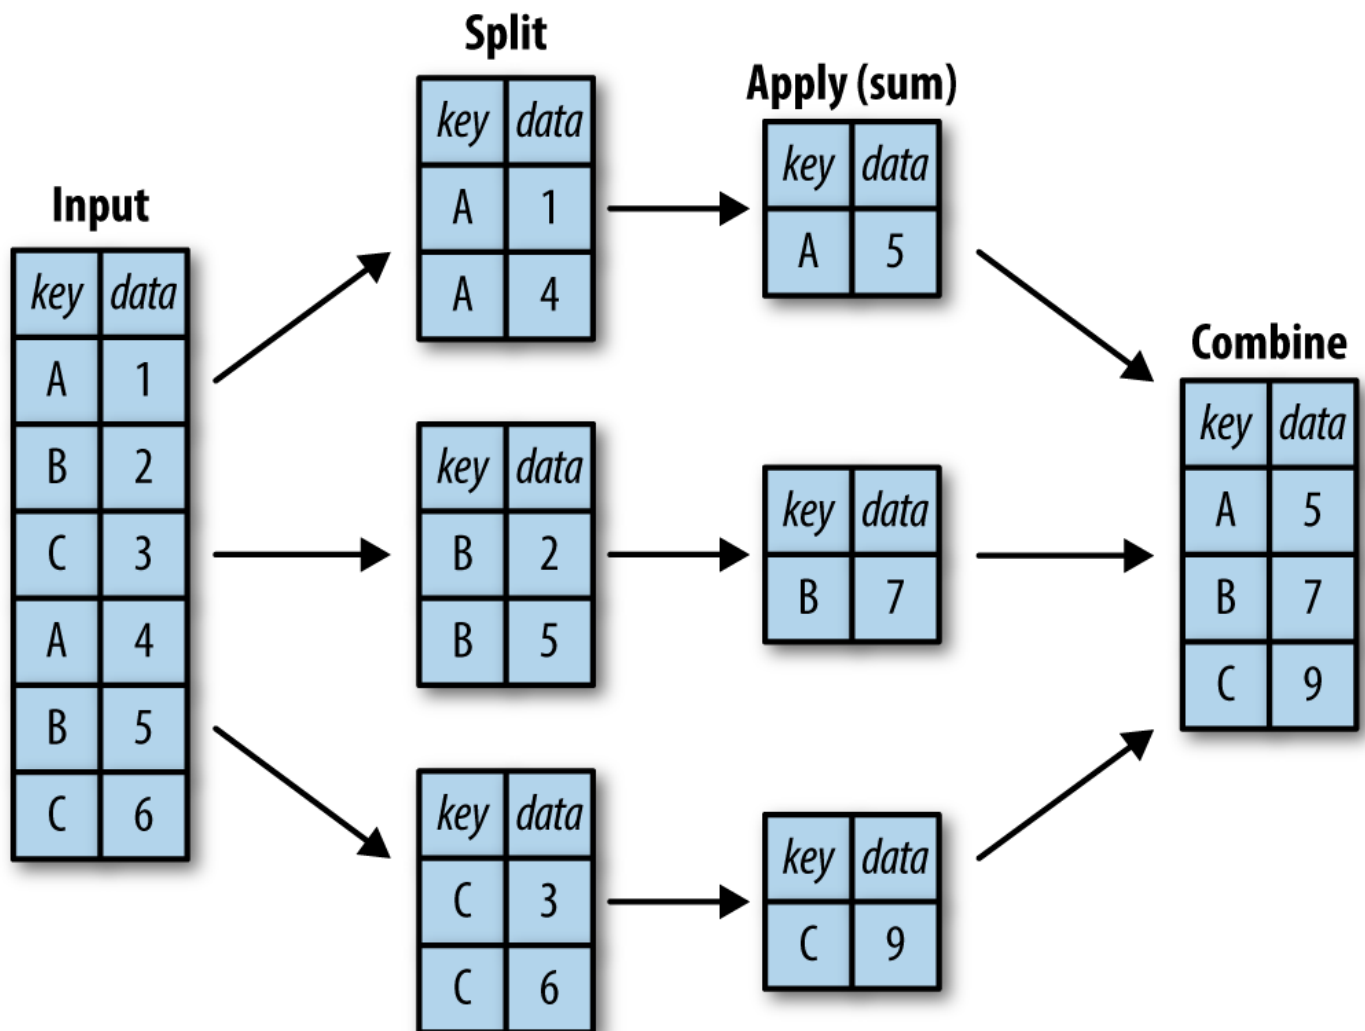 Input
key data
A 1
B 2
C 3
A 4
B 5
C 6
Split
key data
A 1
A 4
key data
B 2
B 5
key data
C 3
C 6
Apply (sum)
key data
A 5
key data
B 7
key data
C 9
Combine
key data
A 5
B 7
C 9